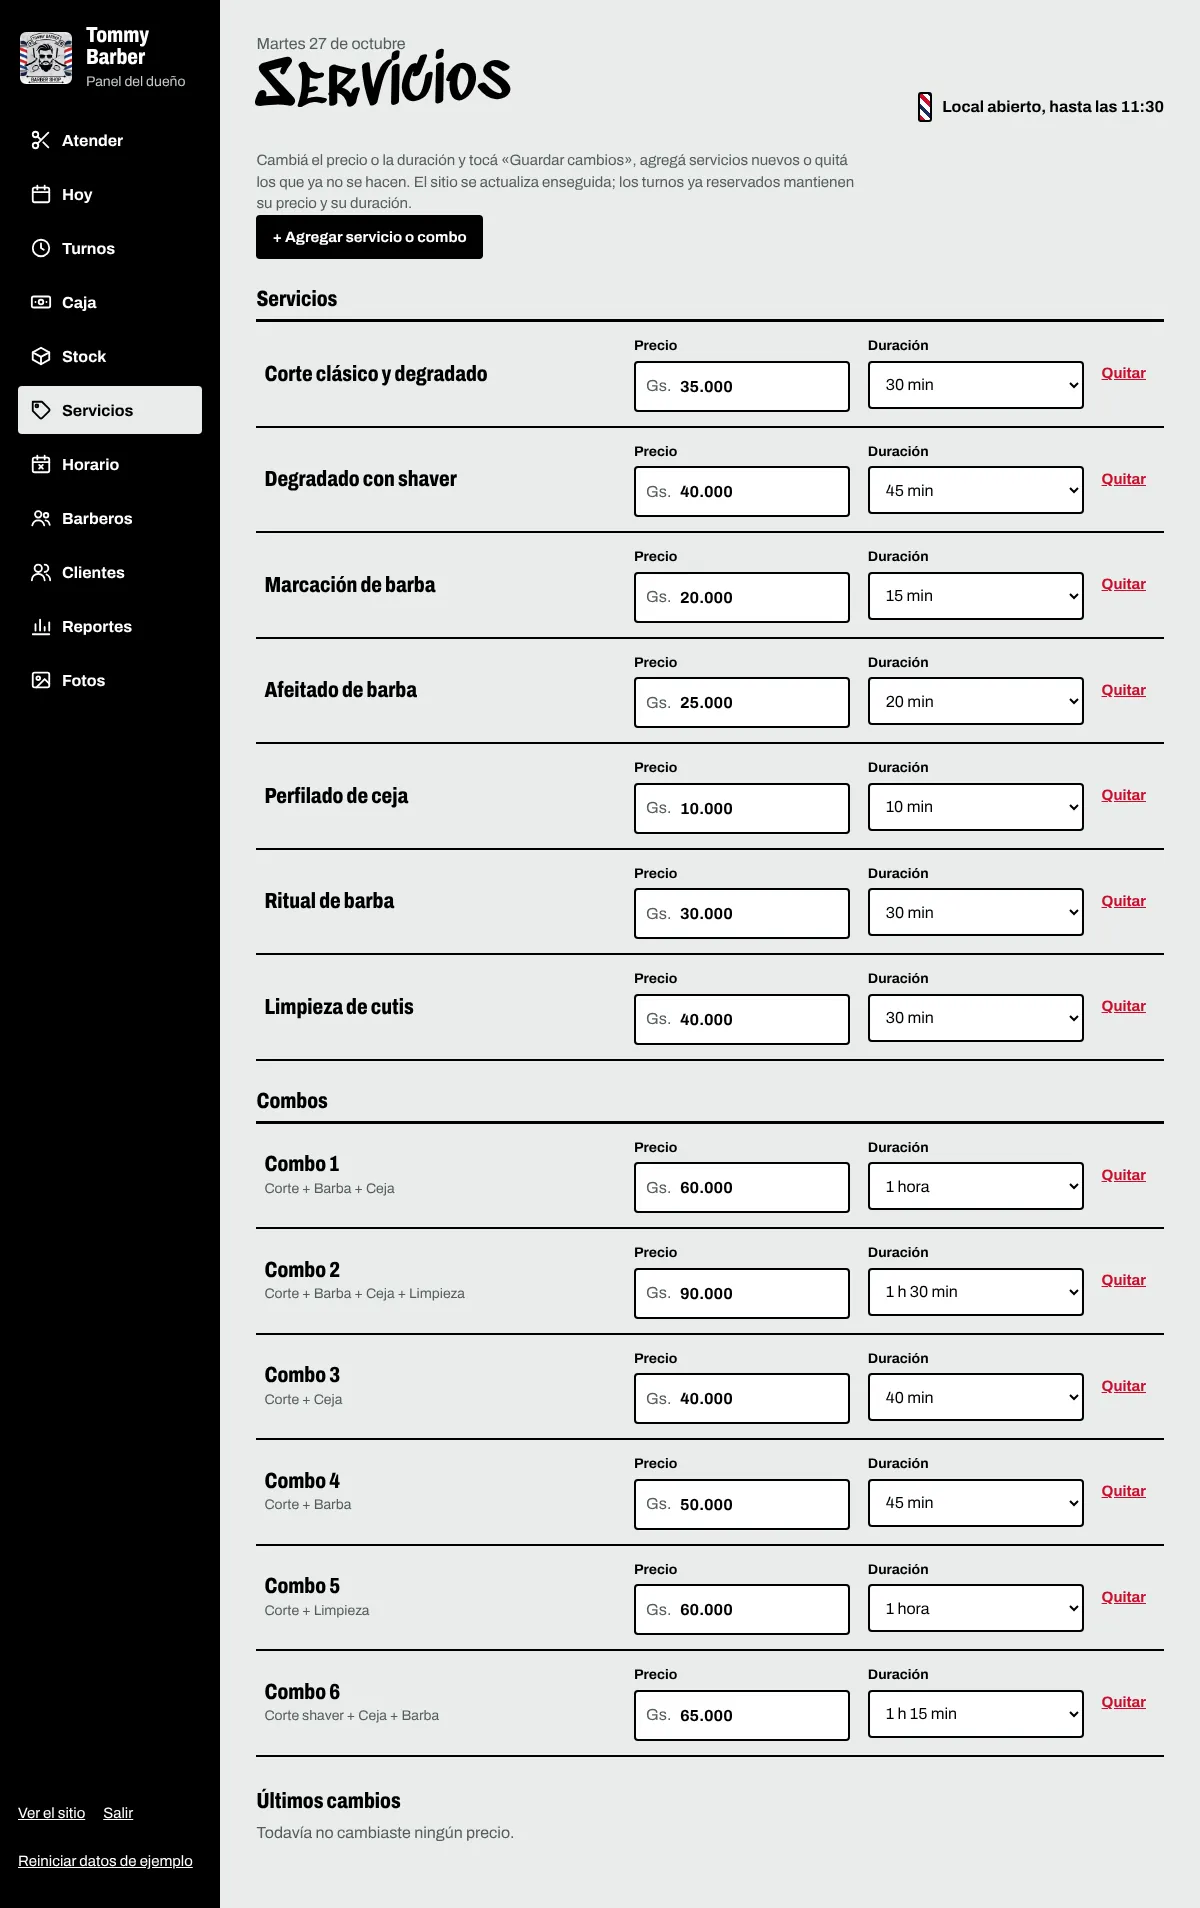 Tommy
Barber
Panel del dueño
Atender
Hoy
Turnos
Caja
Stock
Servicios
Horario
Barberos
Clientes
Reportes
Fotos
Ver el sitio Salir
Reiniciar datos de ejemplo
Martes 27 de octubre
Servicios
Local abierto, hasta las 11:30
Cambiá el precio o la duración y tocá «Guardar cambios», agregá servicios nuevos o quitá
los que ya no se hacen. El sitio se actualiza enseguida; los turnos ya reservados mantienen
su precio y su duración.
+ Agregar servicio o combo
Servicios
Precio Duración
Corte clásico y degradado Gs. 35.000 30 min Quitar
Precio Duración
Degradado con shaver Gs. 40.000 45 min Quitar
Precio Duración
Marcación de barba Gs. 20.000 15 min Quitar
Precio Duración
Afeitado de barba Gs. 25.000 20 min Quitar
Precio Duración
Perfilado de ceja Gs. 10.000 10 min Quitar
Precio Duración
Ritual de barba Gs. 30.000 30 min Quitar
Precio Duración
Limpieza de cutis Gs. 40.000 30 min Quitar
Combos
Precio Duración
Combo 1 Gs. 60.000 1 hora Quitar
Corte + Barba + Ceja
Precio Duración
Combo 2 Gs. 90.000 1 h 30 min Quitar
Corte + Barba + Ceja + Limpieza
Precio Duración
Combo 3 Gs. 40.000 40 min Quitar
Corte + Ceja
Precio Duración
Combo 4 Gs. 50.000 45 min Quitar
Corte + Barba
Precio Duración
Combo 5 Gs. 60.000 1 hora Quitar
Corte + Limpieza
Precio Duración
Combo 6 Gs. 65.000 1 h 15 min Quitar
Corte shaver + Ceja + Barba
Últimos cambios
Todavía no cambiaste ningún precio.